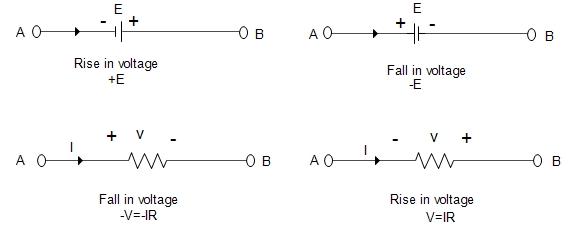 E
A - + B
Rise in voltage
+E
E
A + - B
Fall in voltage
-E
+ V -
I
A B
Fall in voltage
-V=-IR
- V +
I
A B
Rise in voltage
V=IR